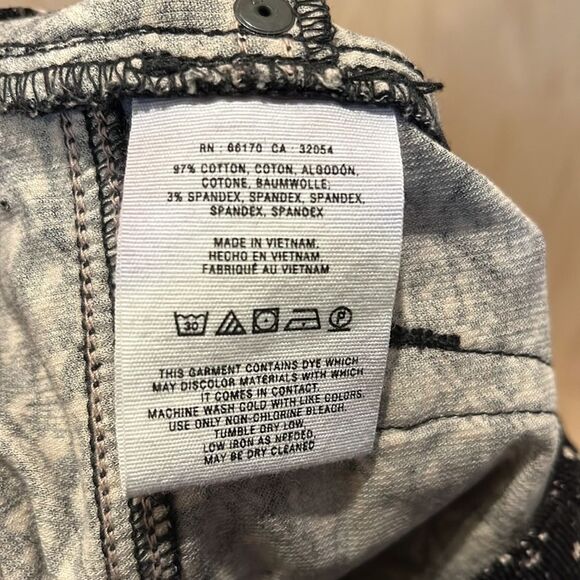 RN : 66170 CA - 32054
97% COTTON, COTON, ALGODÓN,
COTONE, BAUMWOLLE;
3% SPANDEX, SPANDEX, SPANDEX,
SPANDEX, SPANDEX
MADE IN VIETNAM.
HECHO EN VIETNAM.
FABRIQUÉ AU VIETNAM
30 P
THIS GARMENT CONTAINS DYE WHICH
MAY DISCOLOR MATERIALS WITH WHICH
IT COMES IN CONTACT.
MACHINE WASH COLD WITH LIKE COLORS.
USE ONLY NON-CHLORINE BLEACH.
TUMBLE DRY LOW,
LOW IRON AS NEEDED,
MAY BE DRY CLEANED